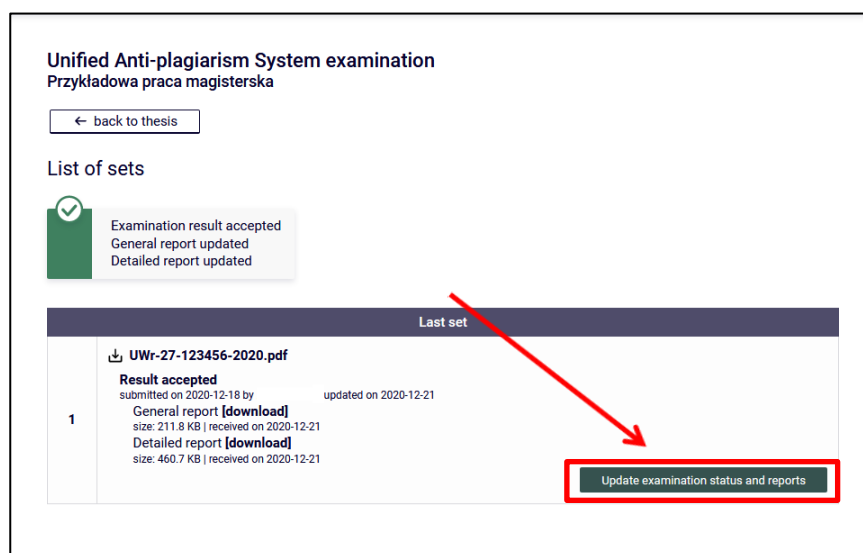 Unified Anti-plagiarism System examination
Przykładowa praca magisterska
← back to thesis
List of sets
Examination result accepted
General report updated
Detailed report updated
Last set
UWr-27-123456-2020.pdf
Result accepted
submitted on 2020-12-18 by updated on 2020-12-21
1
General report [download]
size: 211.8 KB | received on 2020-12-21
Detailed report [download]
size: 460.7 KB | received on 2020-12-21
Update examination status and reports